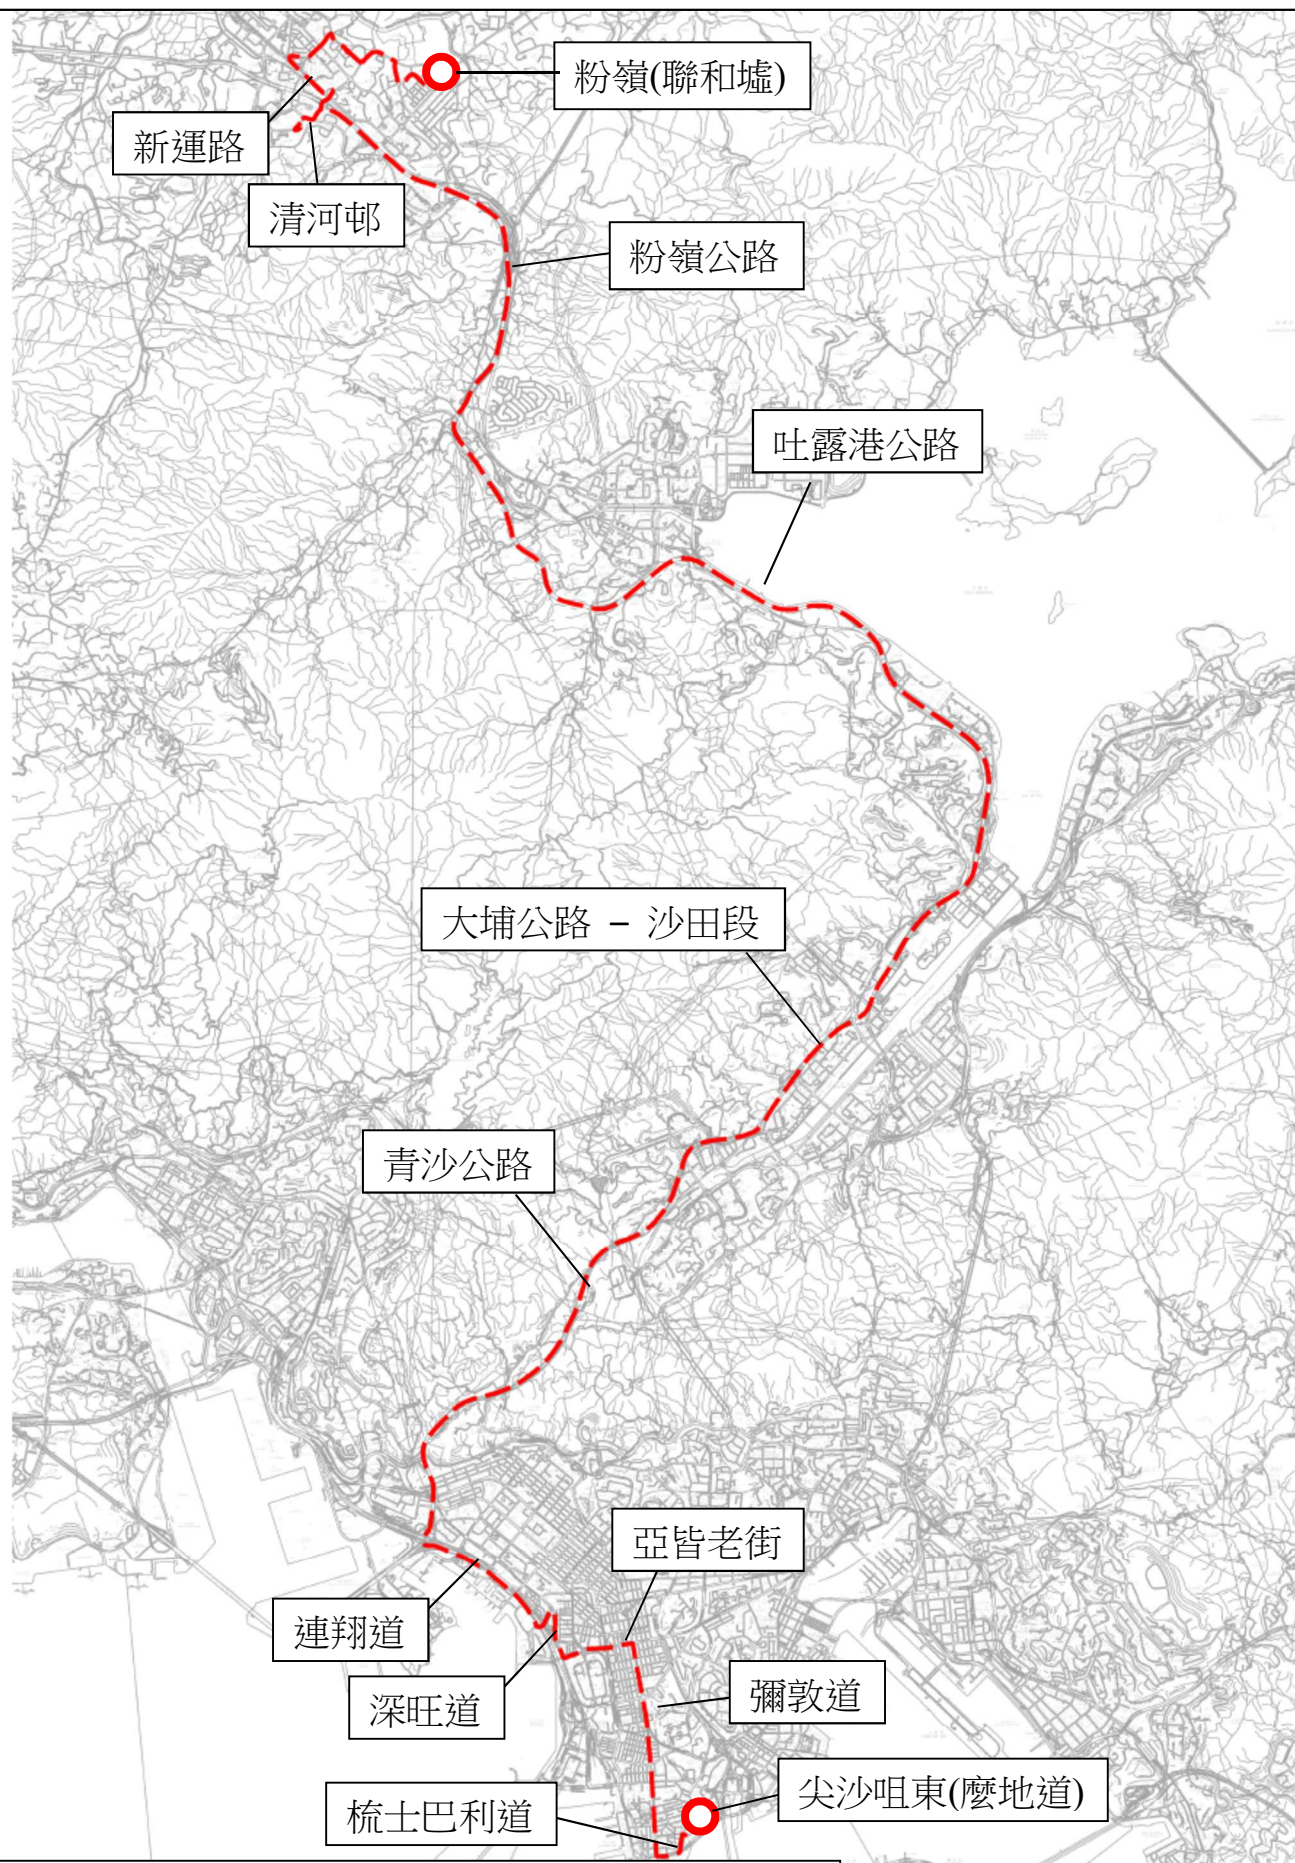 粉嶺(聯和墟)
新運路
清河邨
粉嶺公路
吐露港公路
大埔公路 – 沙田段
青沙公路
亞皆老街
連翔道
深旺道
彌敦道
尖沙咀東(麼地道)
梳士巴利道